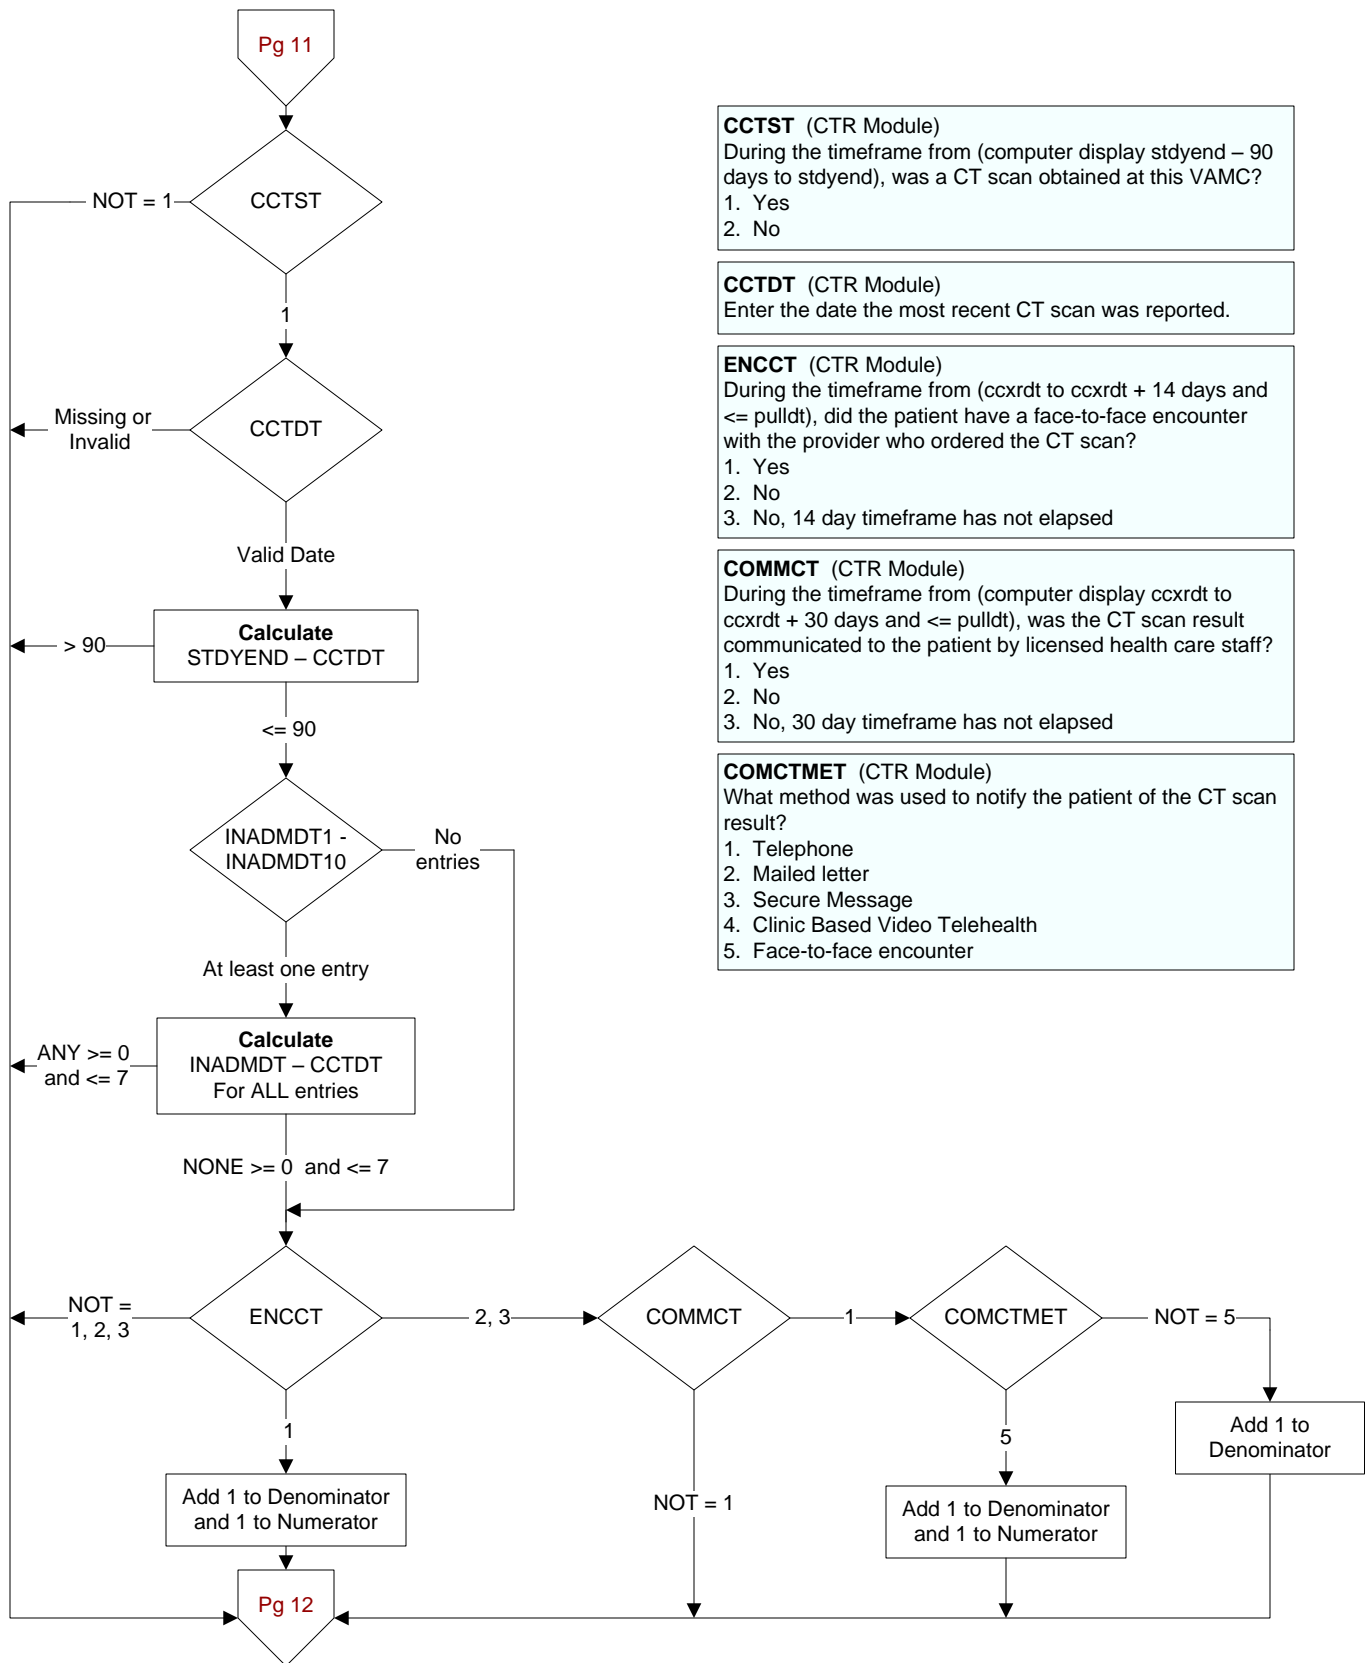 Pg 11
CCTST
NOT = 1
1
CCTDT
Missing or
Invalid
Valid Date
Calculate
STDYEND – CCTDT
> 90
<= 90
INADMDT1 -
INADMDT10
No
entries
At least one entry
Calculate
INADMDT – CCTDT
For ALL entries
ANY >= 0
and <= 7
NONE >= 0 and <= 7
ENCCT
NOT =
1, 2, 3
2, 3
COMMCT
1
COMCTMET
NOT = 5
1
5
NOT = 1
Add 1 to
Denominator
Add 1 to Denominator
and 1 to Numerator
Add 1 to Denominator
and 1 to Numerator
Pg 12
CCTST (CTR Module)
During the timeframe from (computer display stdyend – 90
days to stdyend), was a CT scan obtained at this VAMC?
1. Yes
2. No
CCTDT (CTR Module)
Enter the date the most recent CT scan was reported.
ENCCT (CTR Module)
During the timeframe from (ccxrdt to ccxrdt + 14 days and
<= pulldt), did the patient have a face-to-face encounter
with the provider who ordered the CT scan?
1. Yes
2. No
3. No, 14 day timeframe has not elapsed
COMMCT (CTR Module)
During the timeframe from (computer display ccxrdt to
ccxrdt + 30 days and <= pulldt), was the CT scan result
communicated to the patient by licensed health care staff?
1. Yes
2. No
3. No, 30 day timeframe has not elapsed
COMCTMET (CTR Module)
What method was used to notify the patient of the CT scan
result?
1. Telephone
2. Mailed letter
3. Secure Message
4. Clinic Based Video Telehealth
5. Face-to-face encounter